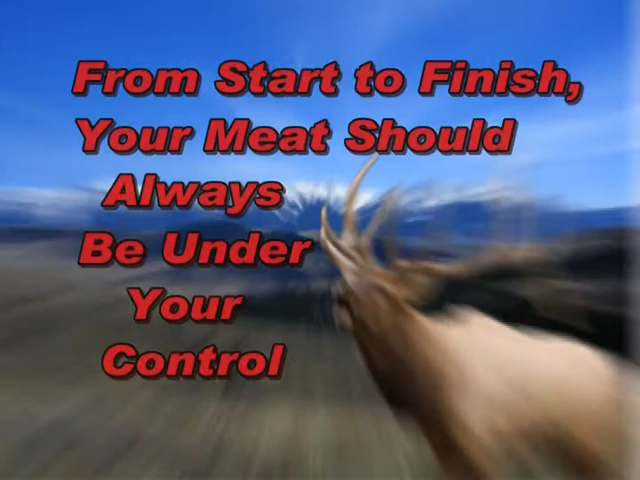 From Start to Finish,
Your Meat Should
Always
Be Under
Your
Control